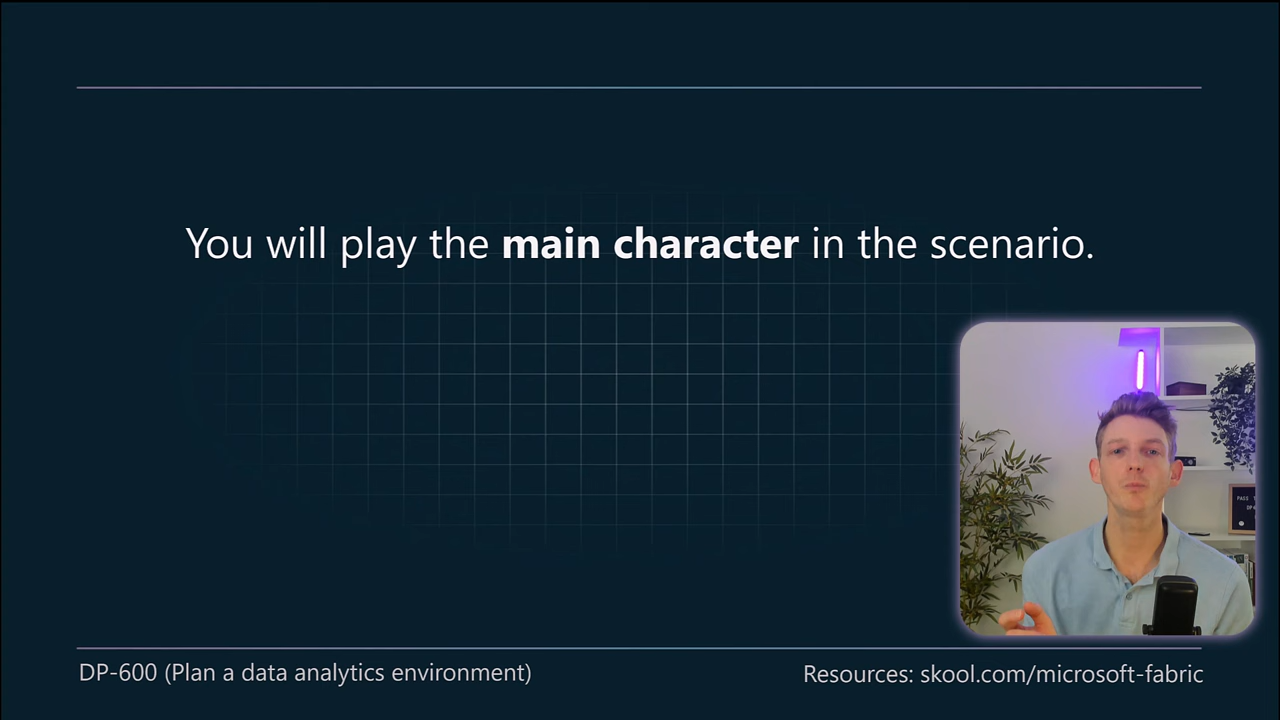 You will play the main character in the scenario.
DP-600 (Plan a data analytics environment)
Resources: skool.com/microsoft-fabric